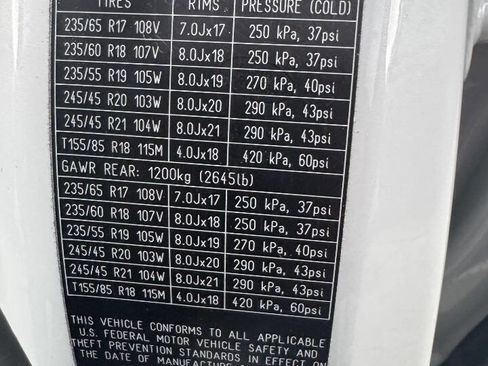 TIRES RIMS PRESSURE (COLD)
235/65 R17 108V 7.0Jx17 250 kPa, 37psi
235/60 R18 107V 8.0Jx18 250 kPa, 37psi
235/55 R19 105W 8.0Jx19 270 kPa, 40psi
245/45 R20 103W 8.0Jx20 290 kPa, 43psi
245/45 R21 104W 8.0Jx21 290 kPa, 43psi
T155/85 R18 115M 4.0Jx18 420 kPa, 60psi
GAWR REAR: 1200kg (2645lb)
235/65 R17 108V 7.0Jx17 250 kPa, 37psi
235/60 R18 107V 8.0Jx18 250 kPa, 37psi
235/55 R19 105W 8.0Jx19 270 kPa, 40psi
245/45 R20 103W 8.0Jx20 290 kPa, 43psi
245/45 R21 104W 8.0Jx21 290 kPa, 43psi
T155/85 R18 115M 4.0Jx18 420 kPa, 60psi
THIS VEHICLE CONFORMS TO ALL APPLICABLE
U.S. FEDERAL MOTOR VEHICLE SAFETY AND
THEFT PREVENTION STANDARDS IN EFFECT ON
THE DATE OF MANUFACTURE